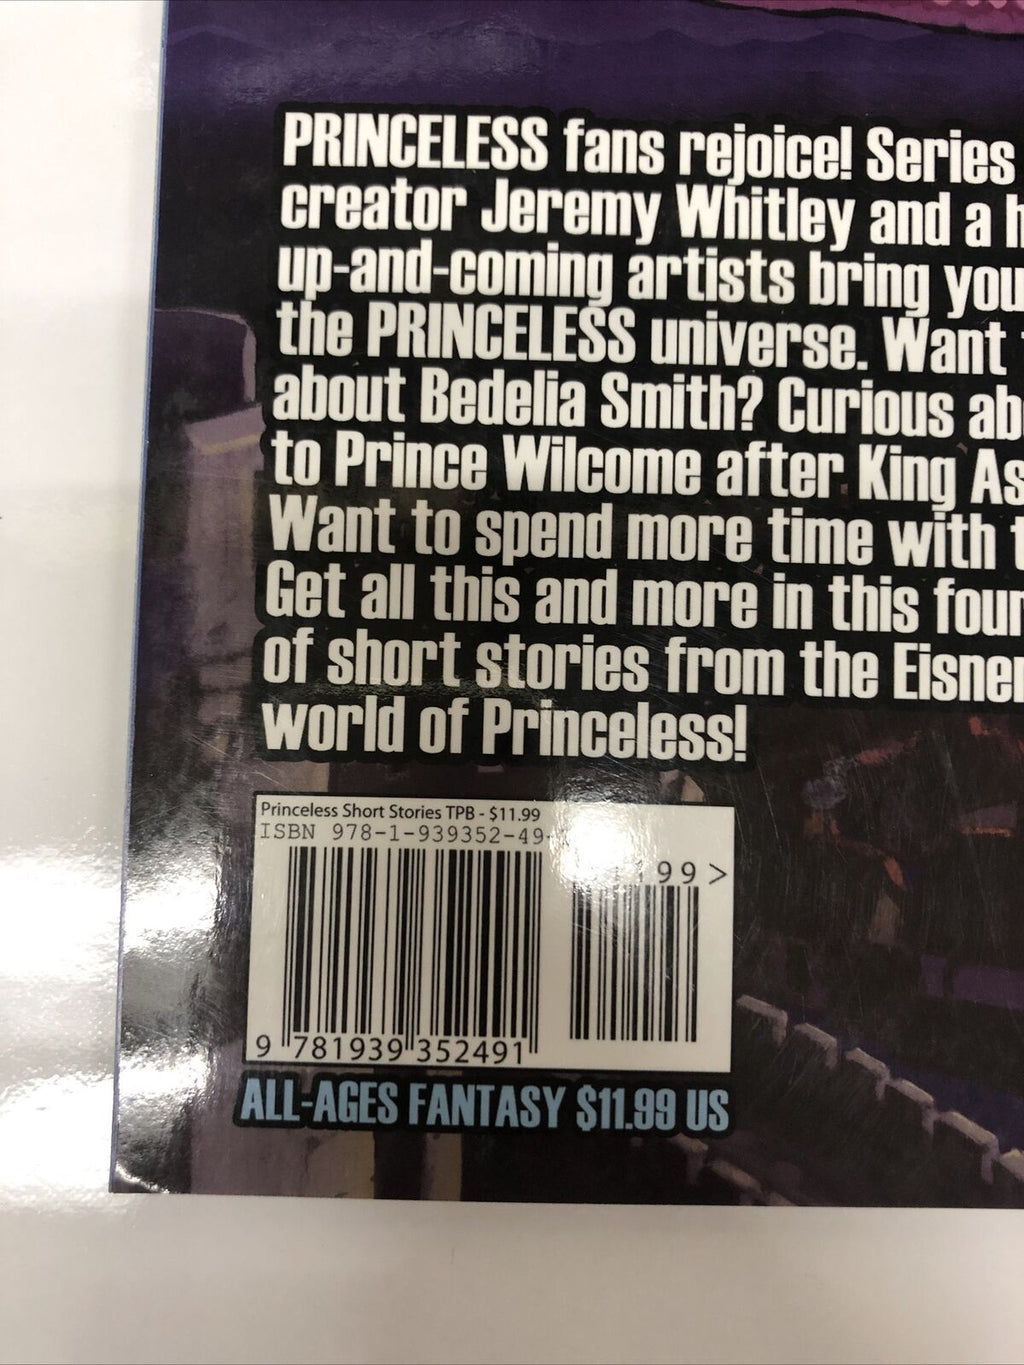 PRINCELESS fans rejoice! Series
creator Jeremy Whitley and a
up-and-coming artists bring you
the PRINCELESS universe. Want
about Bedelia Smith? Curious
to Prince Wilcome after King
Want to spend more time with
Get all this and more in this
of short stories from the Eisner
world of Princeless!
Princeless Short Stories TPB - $11.99
ISBN 978-1-939352-49-
99 >
9 781939 352491
ALL-AGES FANTASY $11.99 US